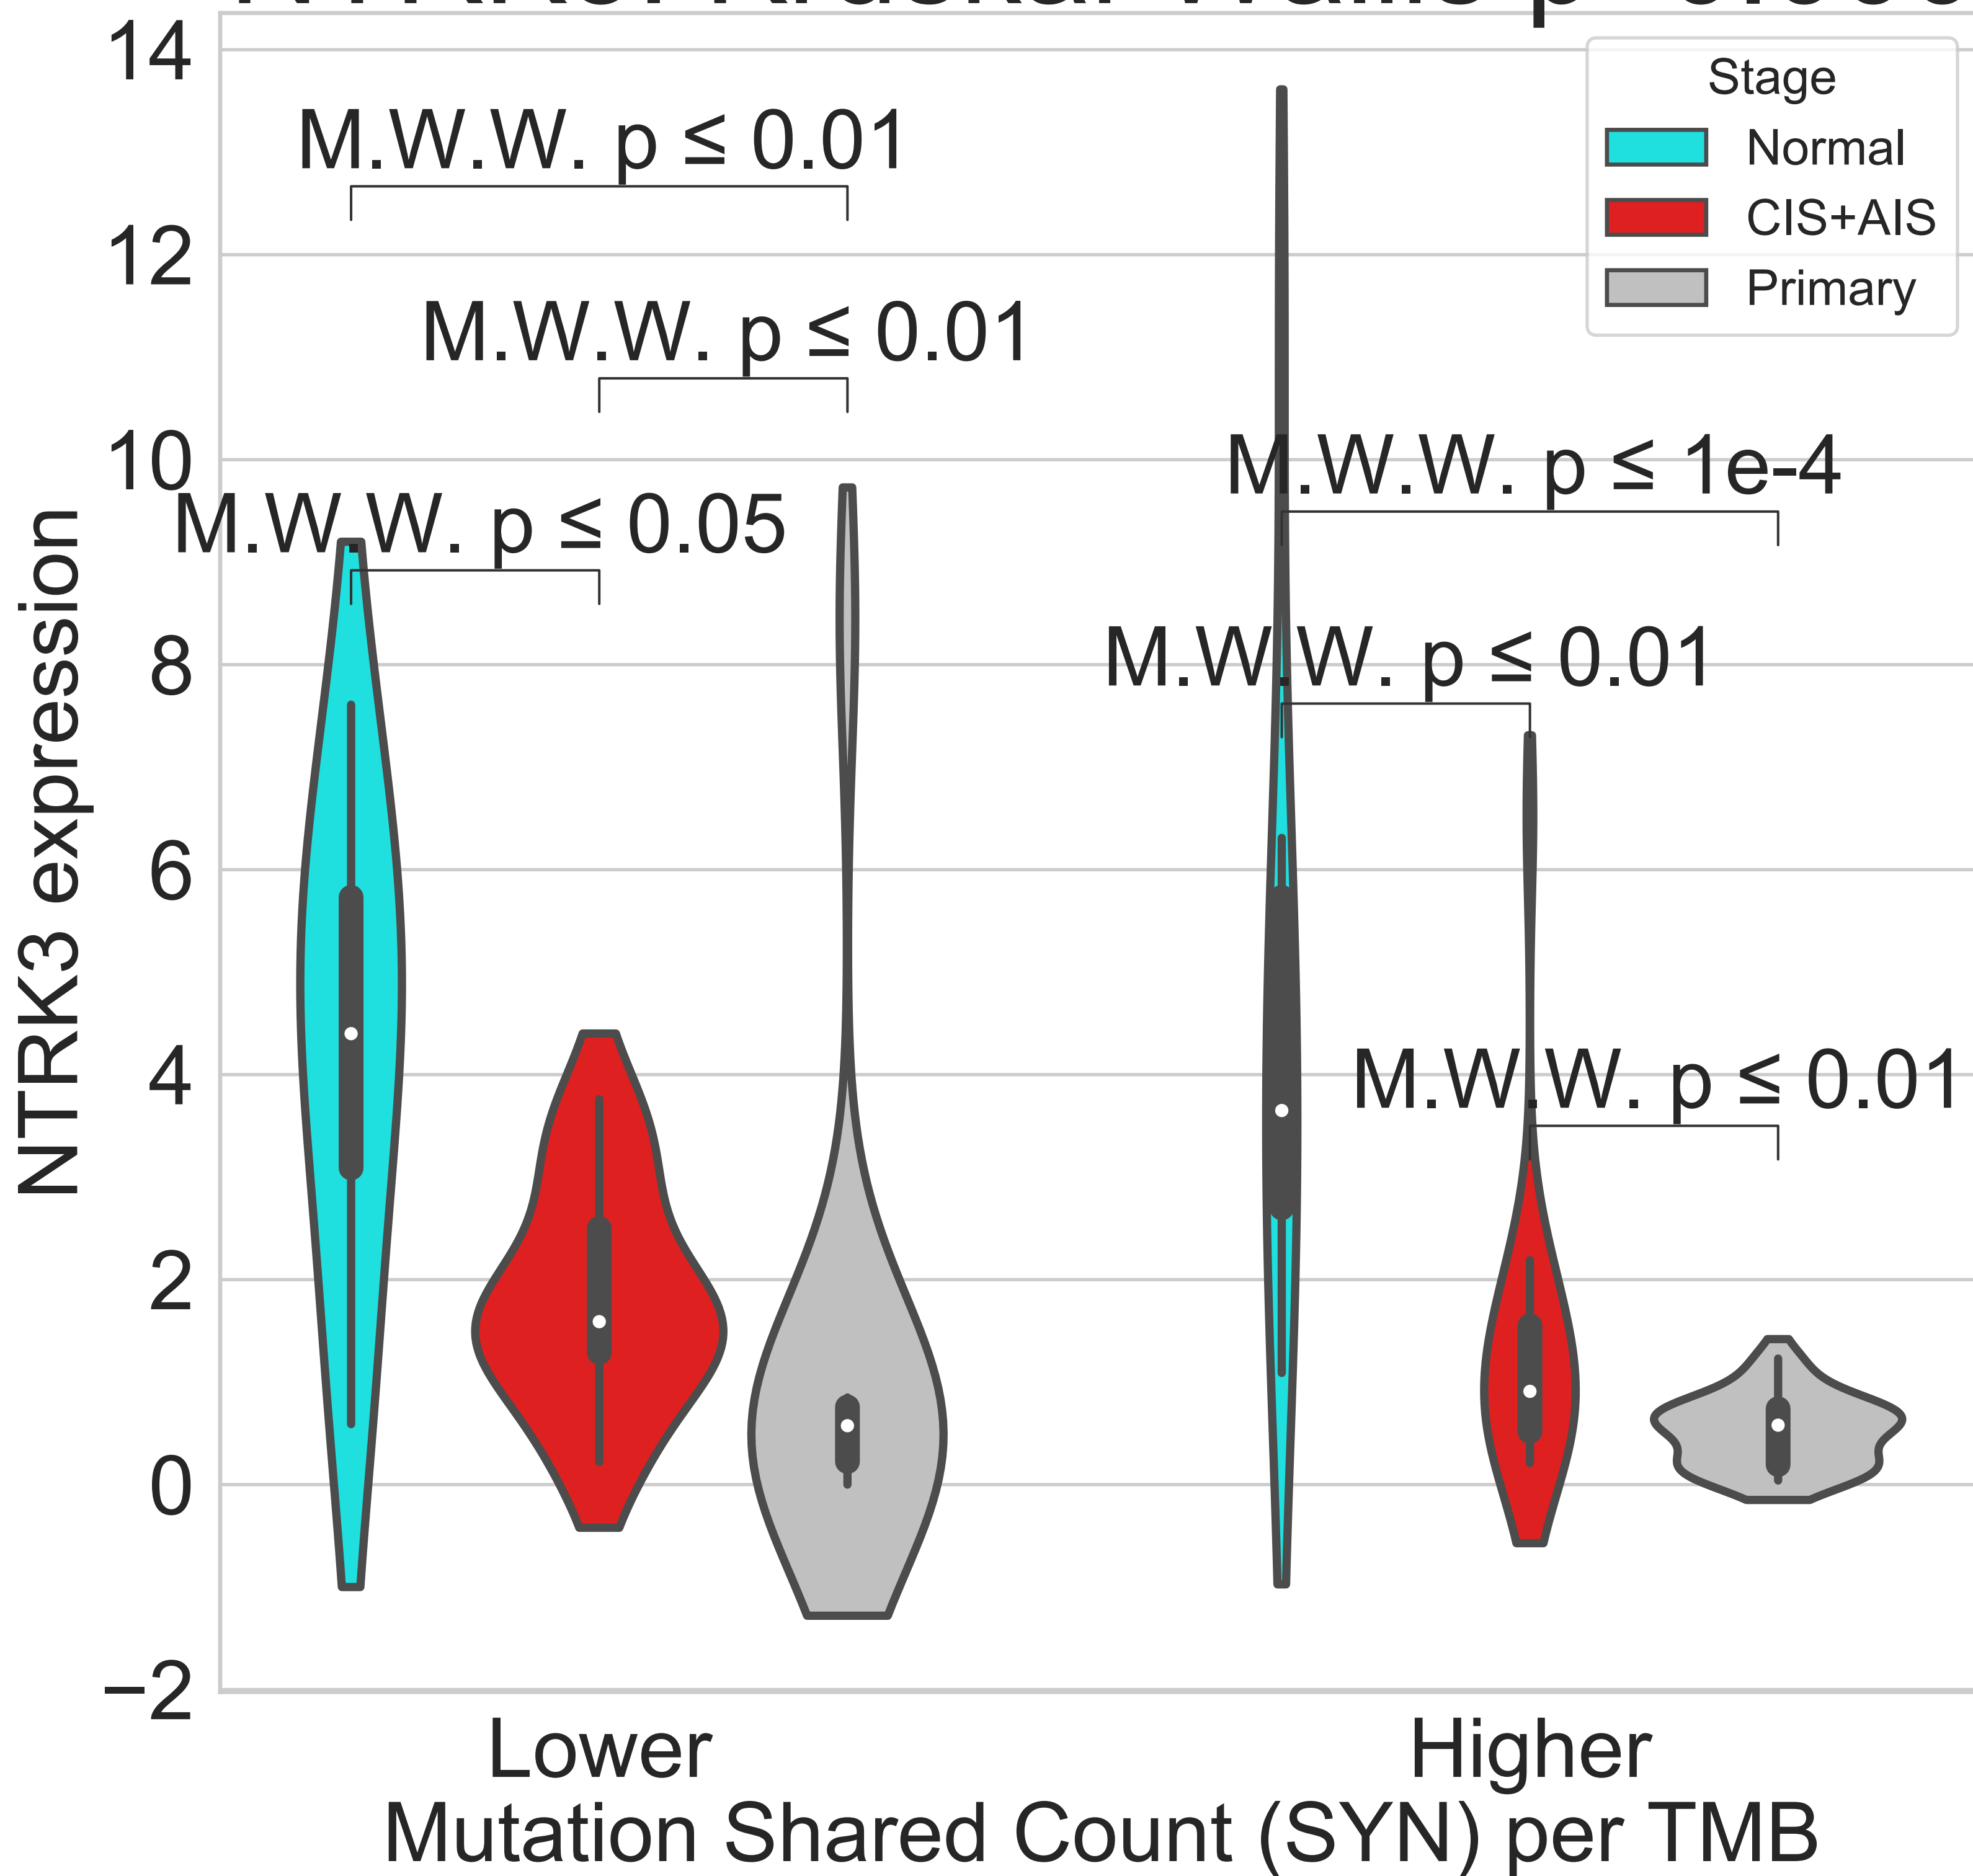 14
Stage
Normal
CIS+AIS
Primary
M.W.W. p ≤ 0.01
12
M.W.W. p ≤ 0.01
10
M.W.W. p ≤ 1e-4
M.W.W. p ≤ 0.05
8
M.W.W. p ≤ 0.01
6
NTRK3 expression
4
M.W.W. p ≤ 0.01
2
0
−2
Lower
Higher
Mutation Shared Count (SYN) per TMB